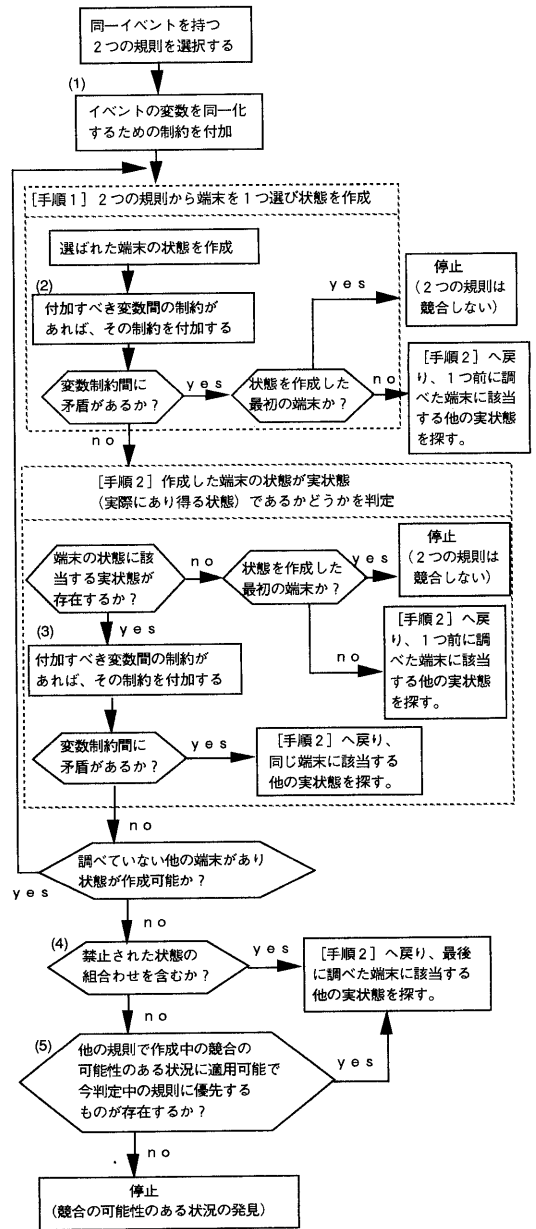 同一イベントを持つ
２つの規則を選択する
(1)
イベントの変数を同一化
するための制約を付加
［手順１］２つの規則から端末を１つ選び状態を作成
選ばれた端末の状態を作成
(2)
付加すべき変数間の制約が
あれば、その制約を付加する
変数制約間に
矛盾があるか？
yes
状態を作成した
最初の端末か？
yes
停止
（２つの規則は
競合しない）
no
［手順２］へ戻
り、１つ前に調
べた端末に該当
する他の実状態
を探す。
no
［手順２］作成した端末の状態が実状態
（実際にあり得る状態）であるかどうかを判定
端末の状態に該
当する実状態が
存在するか？
no
状態を作成した
最初の端末か？
yes
停止
（２つの規則は
競合しない）
no
［手順２］へ戻
り、１つ前に調
べた端末に該当
する他の実状態
を探す。
yes
(3)
付加すべき変数間の制約が
あれば、その制約を付加する
変数制約間に
矛盾があるか？
yes
［手順２］へ戻り、
同じ端末に該当する
他の実状態を探す。
no
調べていない他の端末があり
状態が作成可能か？
yes
no
(4)
禁止された状態の
組合わせを含むか？
yes
［手順２］へ戻り、最後
に調べた端末に該当する
他の実状態を探す。
no
(5)
他の規則で作成中の競合の
可能性のある状況に適用可能で
今判定中の規則に優先する
ものが存在するか？
yes
no
停止
（競合の可能性のある状況の発見）